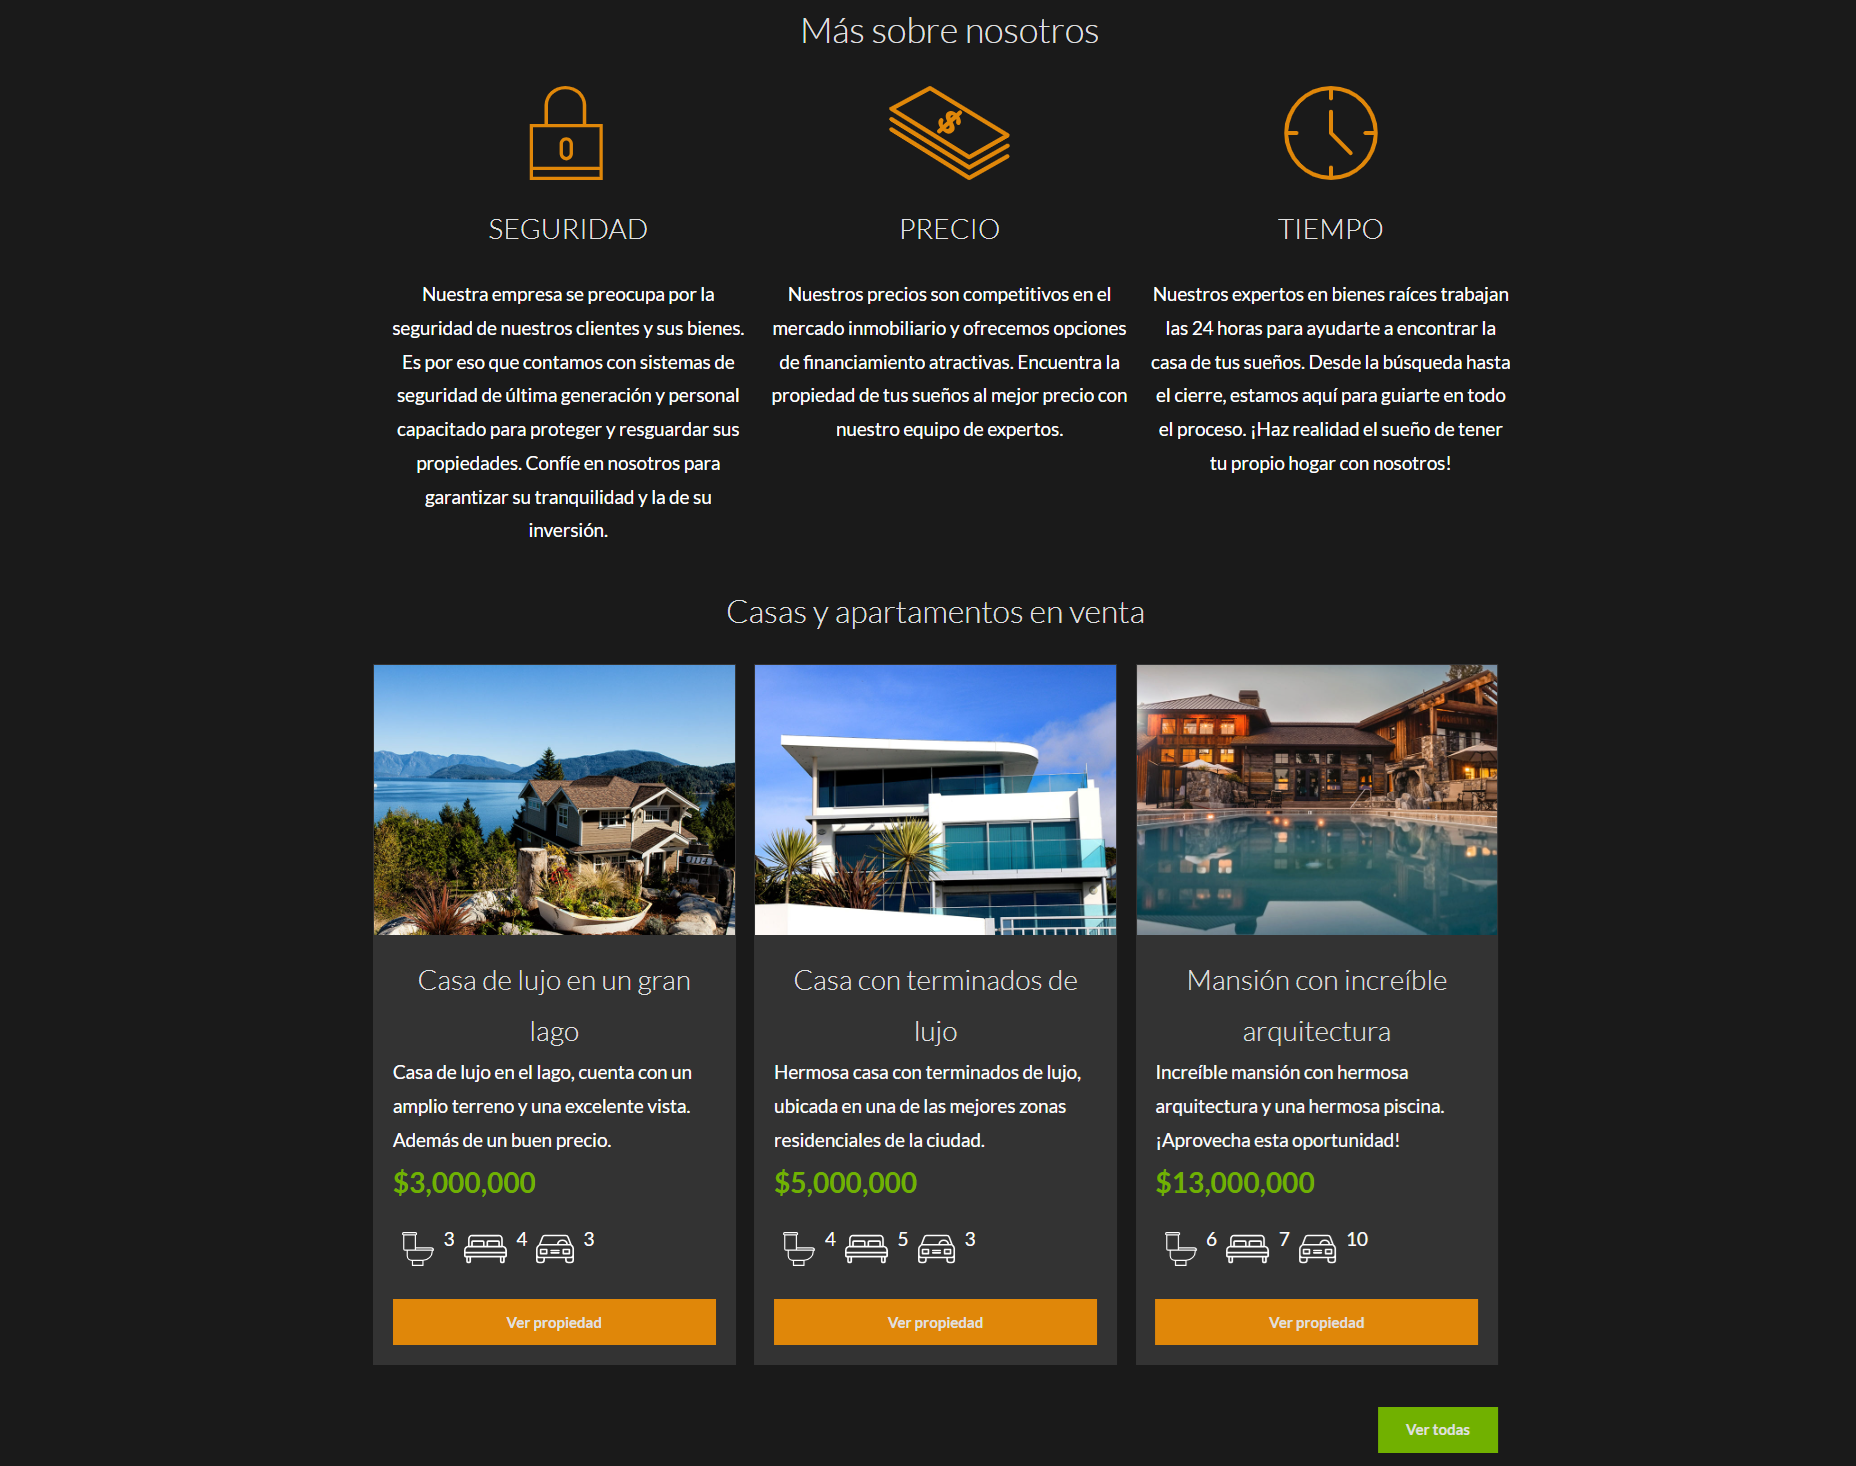 Más sobre nosotros
SEGURIDAD
Nuestra empresa se preocupa por la
seguridad de nuestros clientes y sus bienes.
Es por eso que contamos con sistemas de
seguridad de última generación y personal
capacitado para proteger y resguardar sus
propiedades. Confíe en nosotros para
garantizar su tranquilidad y la de su
inversión.
PRECIO
Nuestros precios son competitivos en el
mercado inmobiliario y ofrecemos opciones
de financiamiento atractivas. Encuentra la
propiedad de tus sueños al mejor precio con
nuestro equipo de expertos.
TIEMPO
Nuestros expertos en bienes raíces trabajan
las 24 horas para ayudarte a encontrar la
casa de tus sueños. Desde la búsqueda hasta
el cierre, estamos aquí para guiarte en todo
el proceso. ¡Haz realidad el sueño de tener
tu propio hogar con nosotros!
Casas y apartamentos en venta
Casa de lujo en un gran
lago
Casa de lujo en el lago, cuenta con un
amplio terreno y una excelente vista.
Además de un buen precio.
$3,000,000
3 4 3
Ver propiedad
Casa con terminados de
lujo
Hermosa casa con terminados de lujo,
ubicada en una de las mejores zonas
residenciales de la ciudad.
$5,000,000
4 5 3
Ver propiedad
Mansión con increíble
arquitectura
Increíble mansión con hermosa
arquitectura y una hermosa piscina.
¡Aprovecha esta oportunidad!
$13,000,000
6 7 10
Ver propiedad
Ver todas